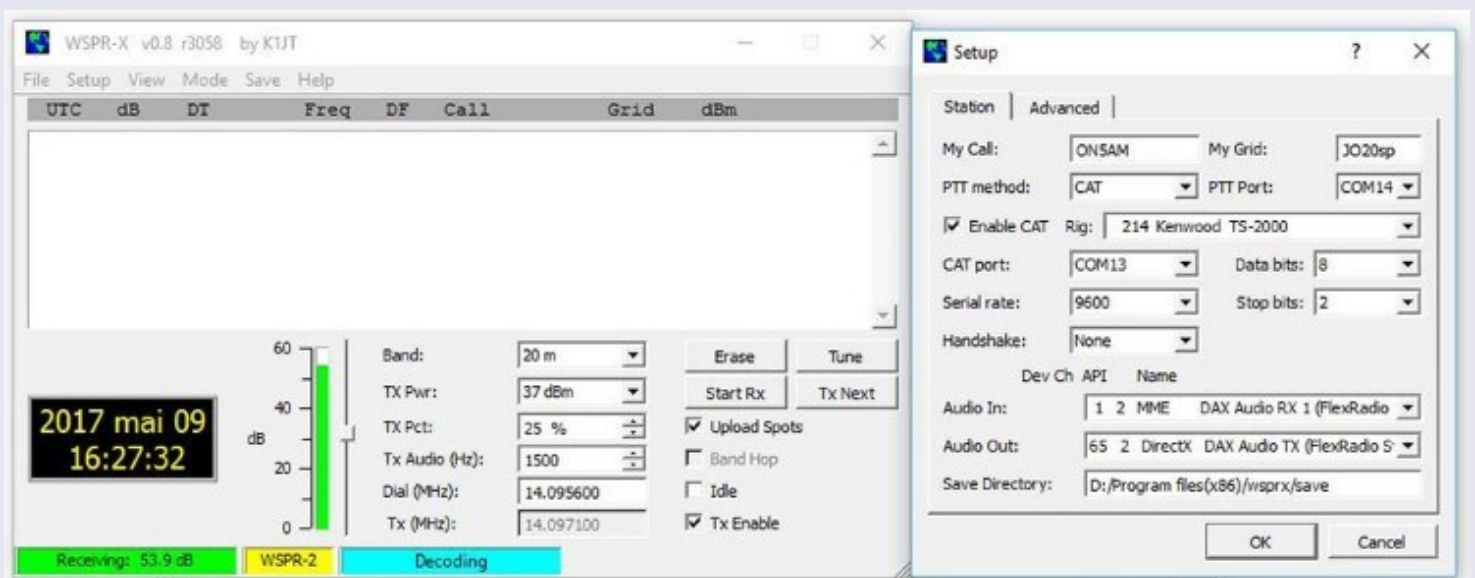 WSPR-X v0.8 r3058 by K1JT
File Setup View Mode Save Help
UTC dB DT Freq DF Call Grid dBm
60
40
dB
20
0
2017 mai 09
16:27:32
Band: 20 m
TX Pwr: 37 dBm
TX Pct: 25 %
Tx Audio (Hz): 1500
Dial (MHz): 14.095600
Tx (MHz): 14.097100
Erase Tune
Start Rx Tx Next
Upload Spots
Band Hop
Idle
Tx Enable
Receiving: 53.9 dB WSPR-2 Decoding
Setup ?
Station Advanced
My Call: ON5AM My Grid: JO20sp
PTT method: CAT PTT Port: COM14
Enable CAT Rig: 214 Kenwood TS-2000
CAT port: COM13 Data bits: 8
Serial rate: 9600 Stop bits: 2
Handshake: None
Dev Ch API Name
Audio In: 1 2 MME DAX Audio RX 1 (FlexRadio
Audio Out: 65 2 DirectX DAX Audio TX (FlexRadio S
Save Directory: D:/Program files(x86)/wsprx/save
OK Cancel